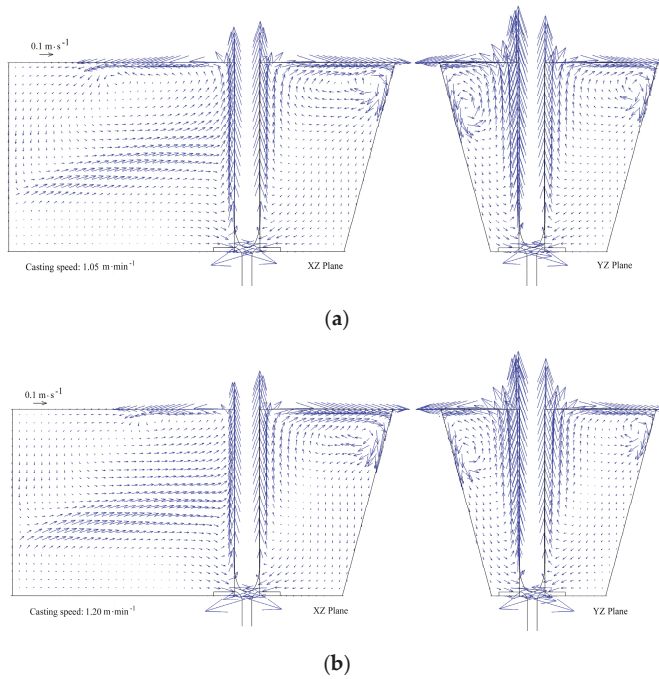 0.1 m·s⁻¹
Casting speed: 1.05 m·min⁻¹
XZ Plane
YZ Plane
(a)
0.1 m·s⁻¹
Casting speed: 1.20 m·min⁻¹
XZ Plane
YZ Plane
(b)